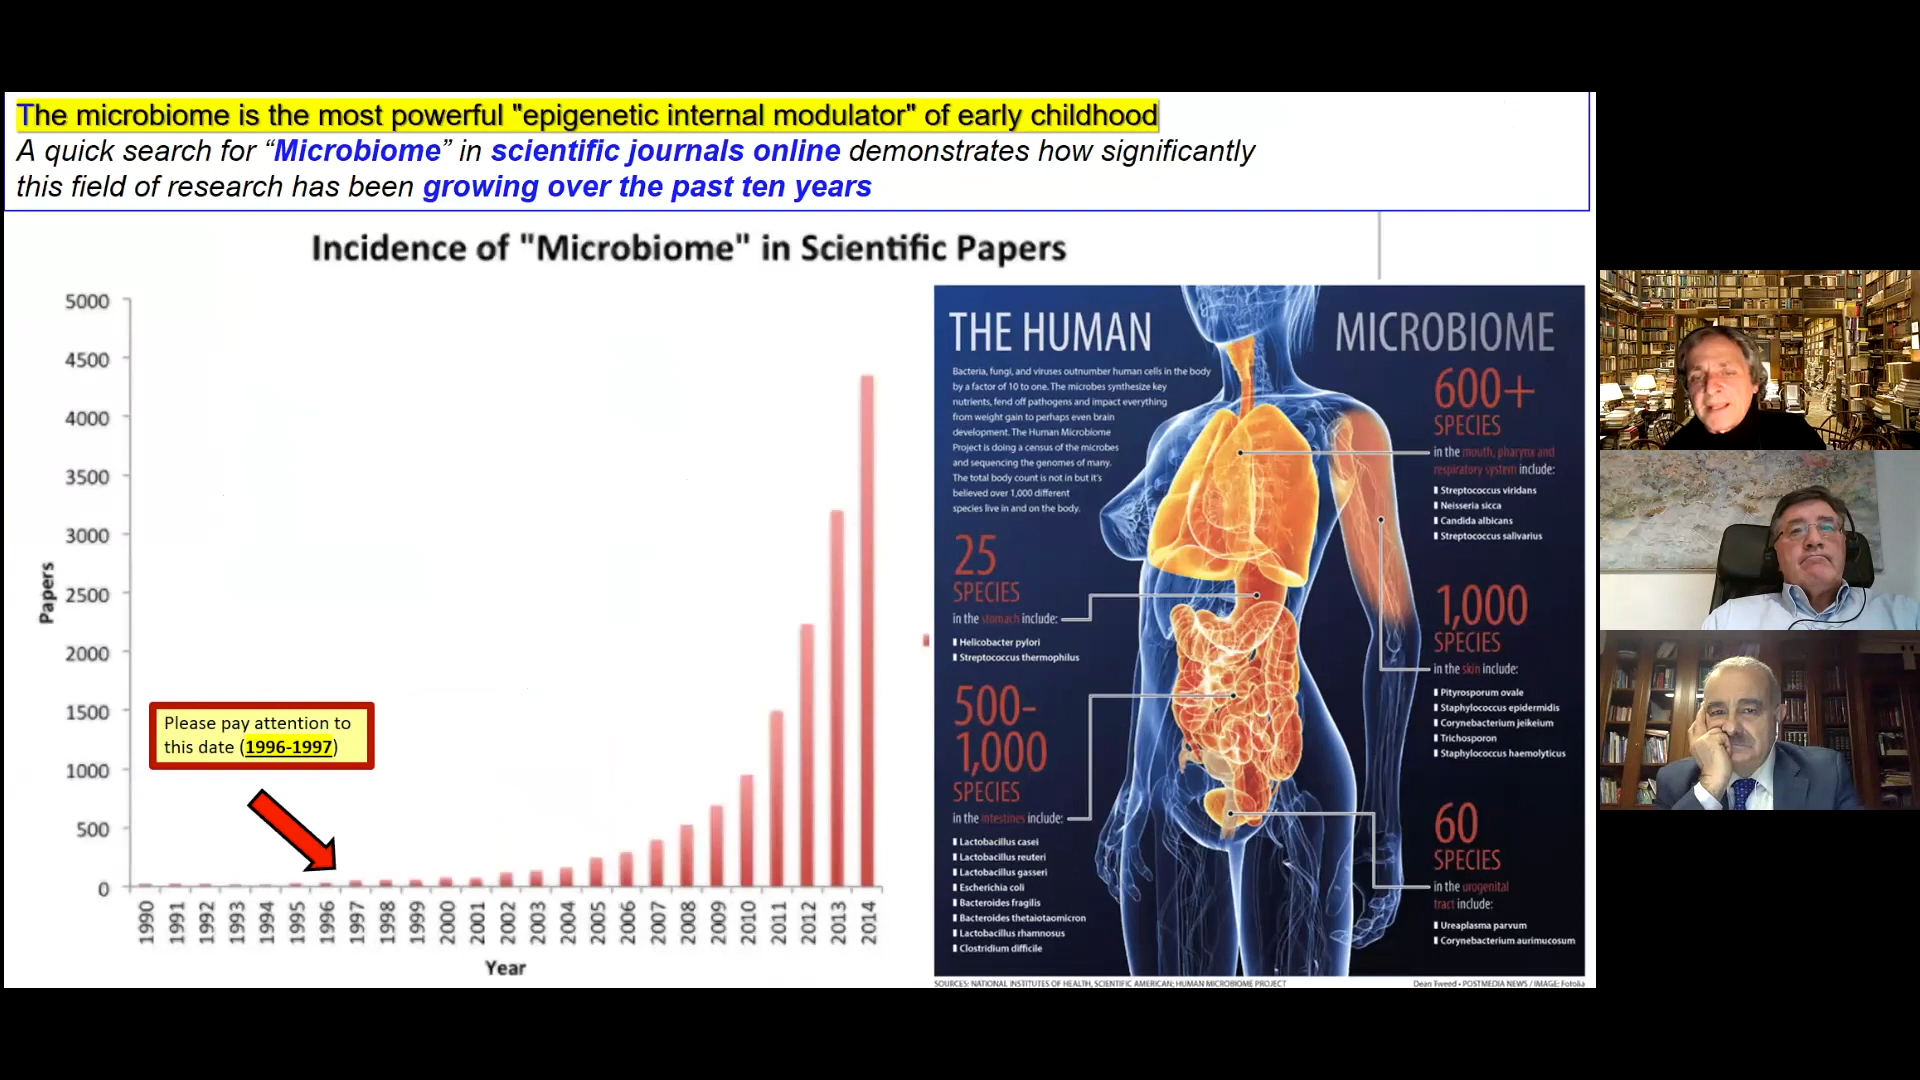 The microbiome is the most powerful "epigenetic internal modulator" of early childhood
A quick search for “Microbiome” in scientific journals online demonstrates how significantly
this field of research has been growing over the past ten years
Incidence of "Microbiome" in Scientific Papers
5000
4500
4000
3500
3000
2500
2000
1500
1000
500
0
Papers
Please pay attention to
this date (1996-1997)
1990 1991 1992 1993 1994 1995 1996 1997 1998 1999 2000 2001 2002 2003 2004 2005 2006 2007 2008 2009 2010 2011 2012 2013 2014
Year
THE HUMAN MICROBIOME
Bacteria, fungi, and viruses outnumber human cells in the body
by a factor of 10 to one. The microbes synthesize key
nutrients, fend off pathogens and impact everything
from weight gain to perhaps even brain
development. The Human Microbiome
Project is doing a census of the microbes
and sequencing the genomes of many.
The total body count is not in but it's
believed over 1,000 different
species live in and on the body.
25
SPECIES
in the stomach include:
Helicobacter pylori
Streptococcus thermophilus
500-
1,000
SPECIES
in the intestines include:
Lactobacillus casei
Lactobacillus reuteri
Lactobacillus gasseri
Escherichia coli
Bacteroides fragilis
Bacteroides thetaiotaomicron
Lactobacillus rhamnosus
Clostridium difficile
600+
SPECIES
in the mouth, pharynx and
respiratory system include:
Streptococcus viridans
Neisseria sicca
Candida albicans
Streptococcus salivarius
1,000
SPECIES
in the skin include:
Pityrosporum ovale
Staphylococcus epidermidis
Corynebacterium jeikeium
Trichosporon
Staphylococcus haemolyticus
60
SPECIES
in the urogenital
tract include:
Ureaplasma parvum
Corynebacterium aurimucosum
SOURCES: NATIONAL INSTITUTES OF HEALTH, SCIENTIFIC AMERICAN; HUMAN MICROBIOME PROJECT
Dean Tweed • POSTMEDIA NEWS / IMAGE: Fotolia